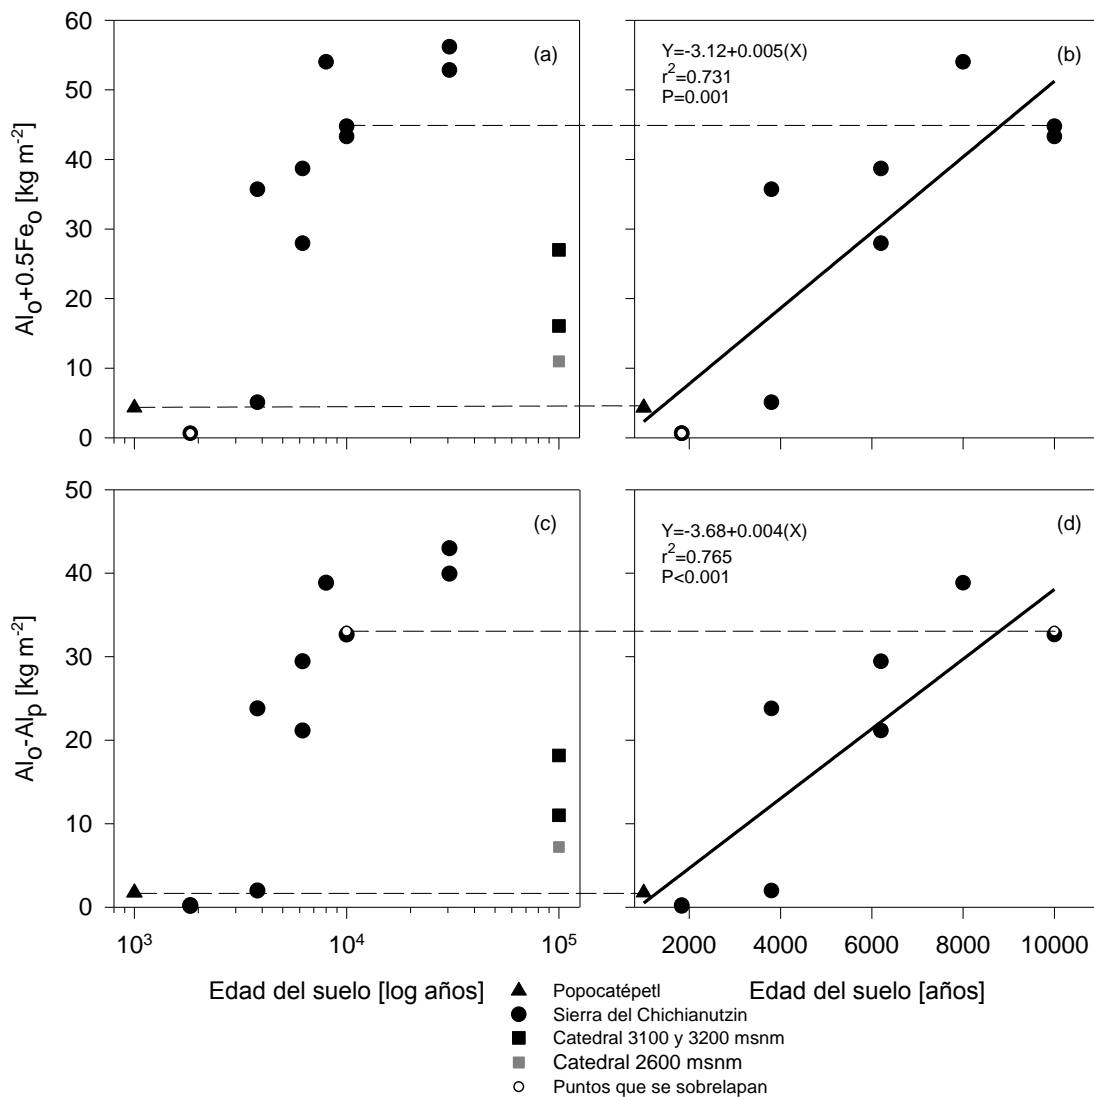 60
50
40
30
20
10
0
Al_o+0.5Fe_o [kg m^-2]
(a)
Y=-3.12+0.005(X)
r^2=0.731
P=0.001
(b)
50
40
30
20
10
0
Al_o-Al_p [kg m^-2]
(c)
Y=-3.68+0.004(X)
r^2=0.765
P<0.001
(d)
10^3 10^4 10^5
2000 4000 6000 8000 10000
Edad del suelo [log años]
Edad del suelo [años]
Popocatépetl
Sierra del Chichianutzin
Catedral 3100 y 3200 msnm
Catedral 2600 msnm
Puntos que se sobrelapan